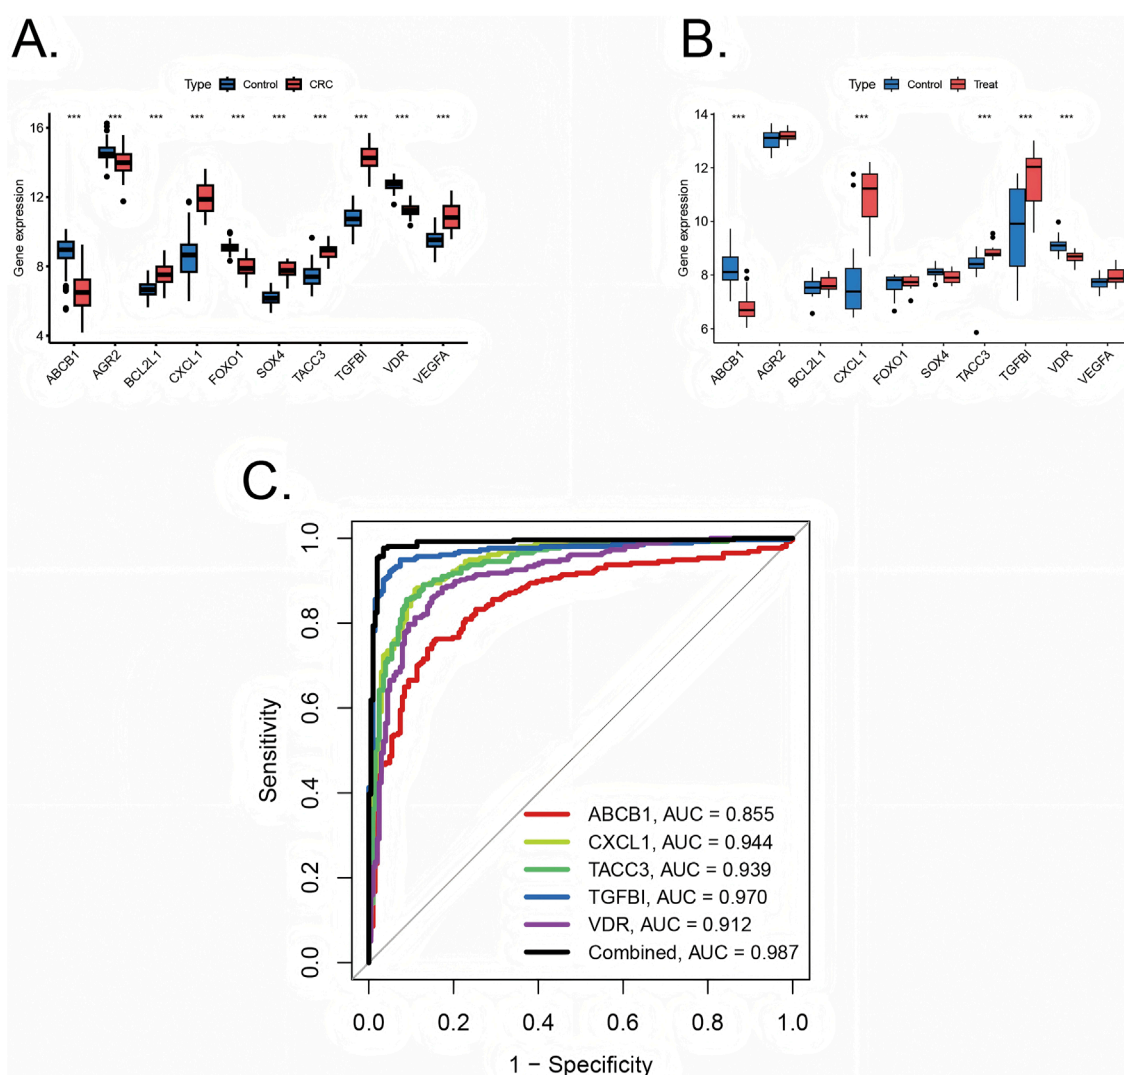 A.
Type Control CRC
*** *** *** *** *** *** *** *** *** ***
Gene expression
16
12
8
4
ABCB1 AGR2 BCL2L1 CXCL1 FOXO1 SOX4 TACC3 TGFBI VDR VEGFA
B.
Type Control Treat
*** *** *** *** ***
Gene expression
14
12
10
8
6
ABCB1 AGR2 BCL2L1 CXCL1 FOXO1 SOX4 TACC3 TGFBI VDR VEGFA
C.
Sensitivity
1.0
0.8
0.6
0.4
0.2
0.0
ABCB1, AUC = 0.855
CXCL1, AUC = 0.944
TACC3, AUC = 0.939
TGFBI, AUC = 0.970
VDR, AUC = 0.912
Combined, AUC = 0.987
0.0 0.2 0.4 0.6 0.8 1.0
1 − Specificity